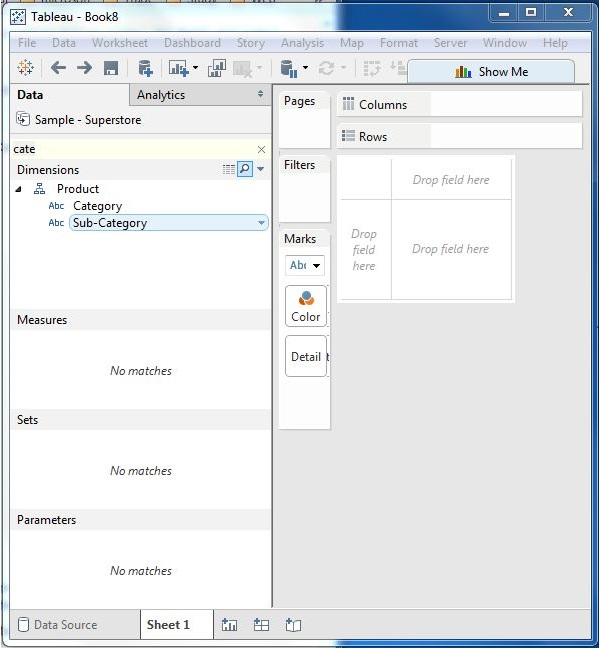 Tableau - Book8
File Data Worksheet Dashboard Story Analysis Map Format Server Window Help
Show Me
Data Analytics
Sample - Superstore
cate
Dimensions
Product
Abc Category
Abc Sub-Category
Measures
No matches
Sets
No matches
Parameters
No matches
Pages
Filters
Marks
Abc
Color
Detail
Columns
Rows
Drop field here
Drop
field
here
Drop field here
Data Source Sheet 1